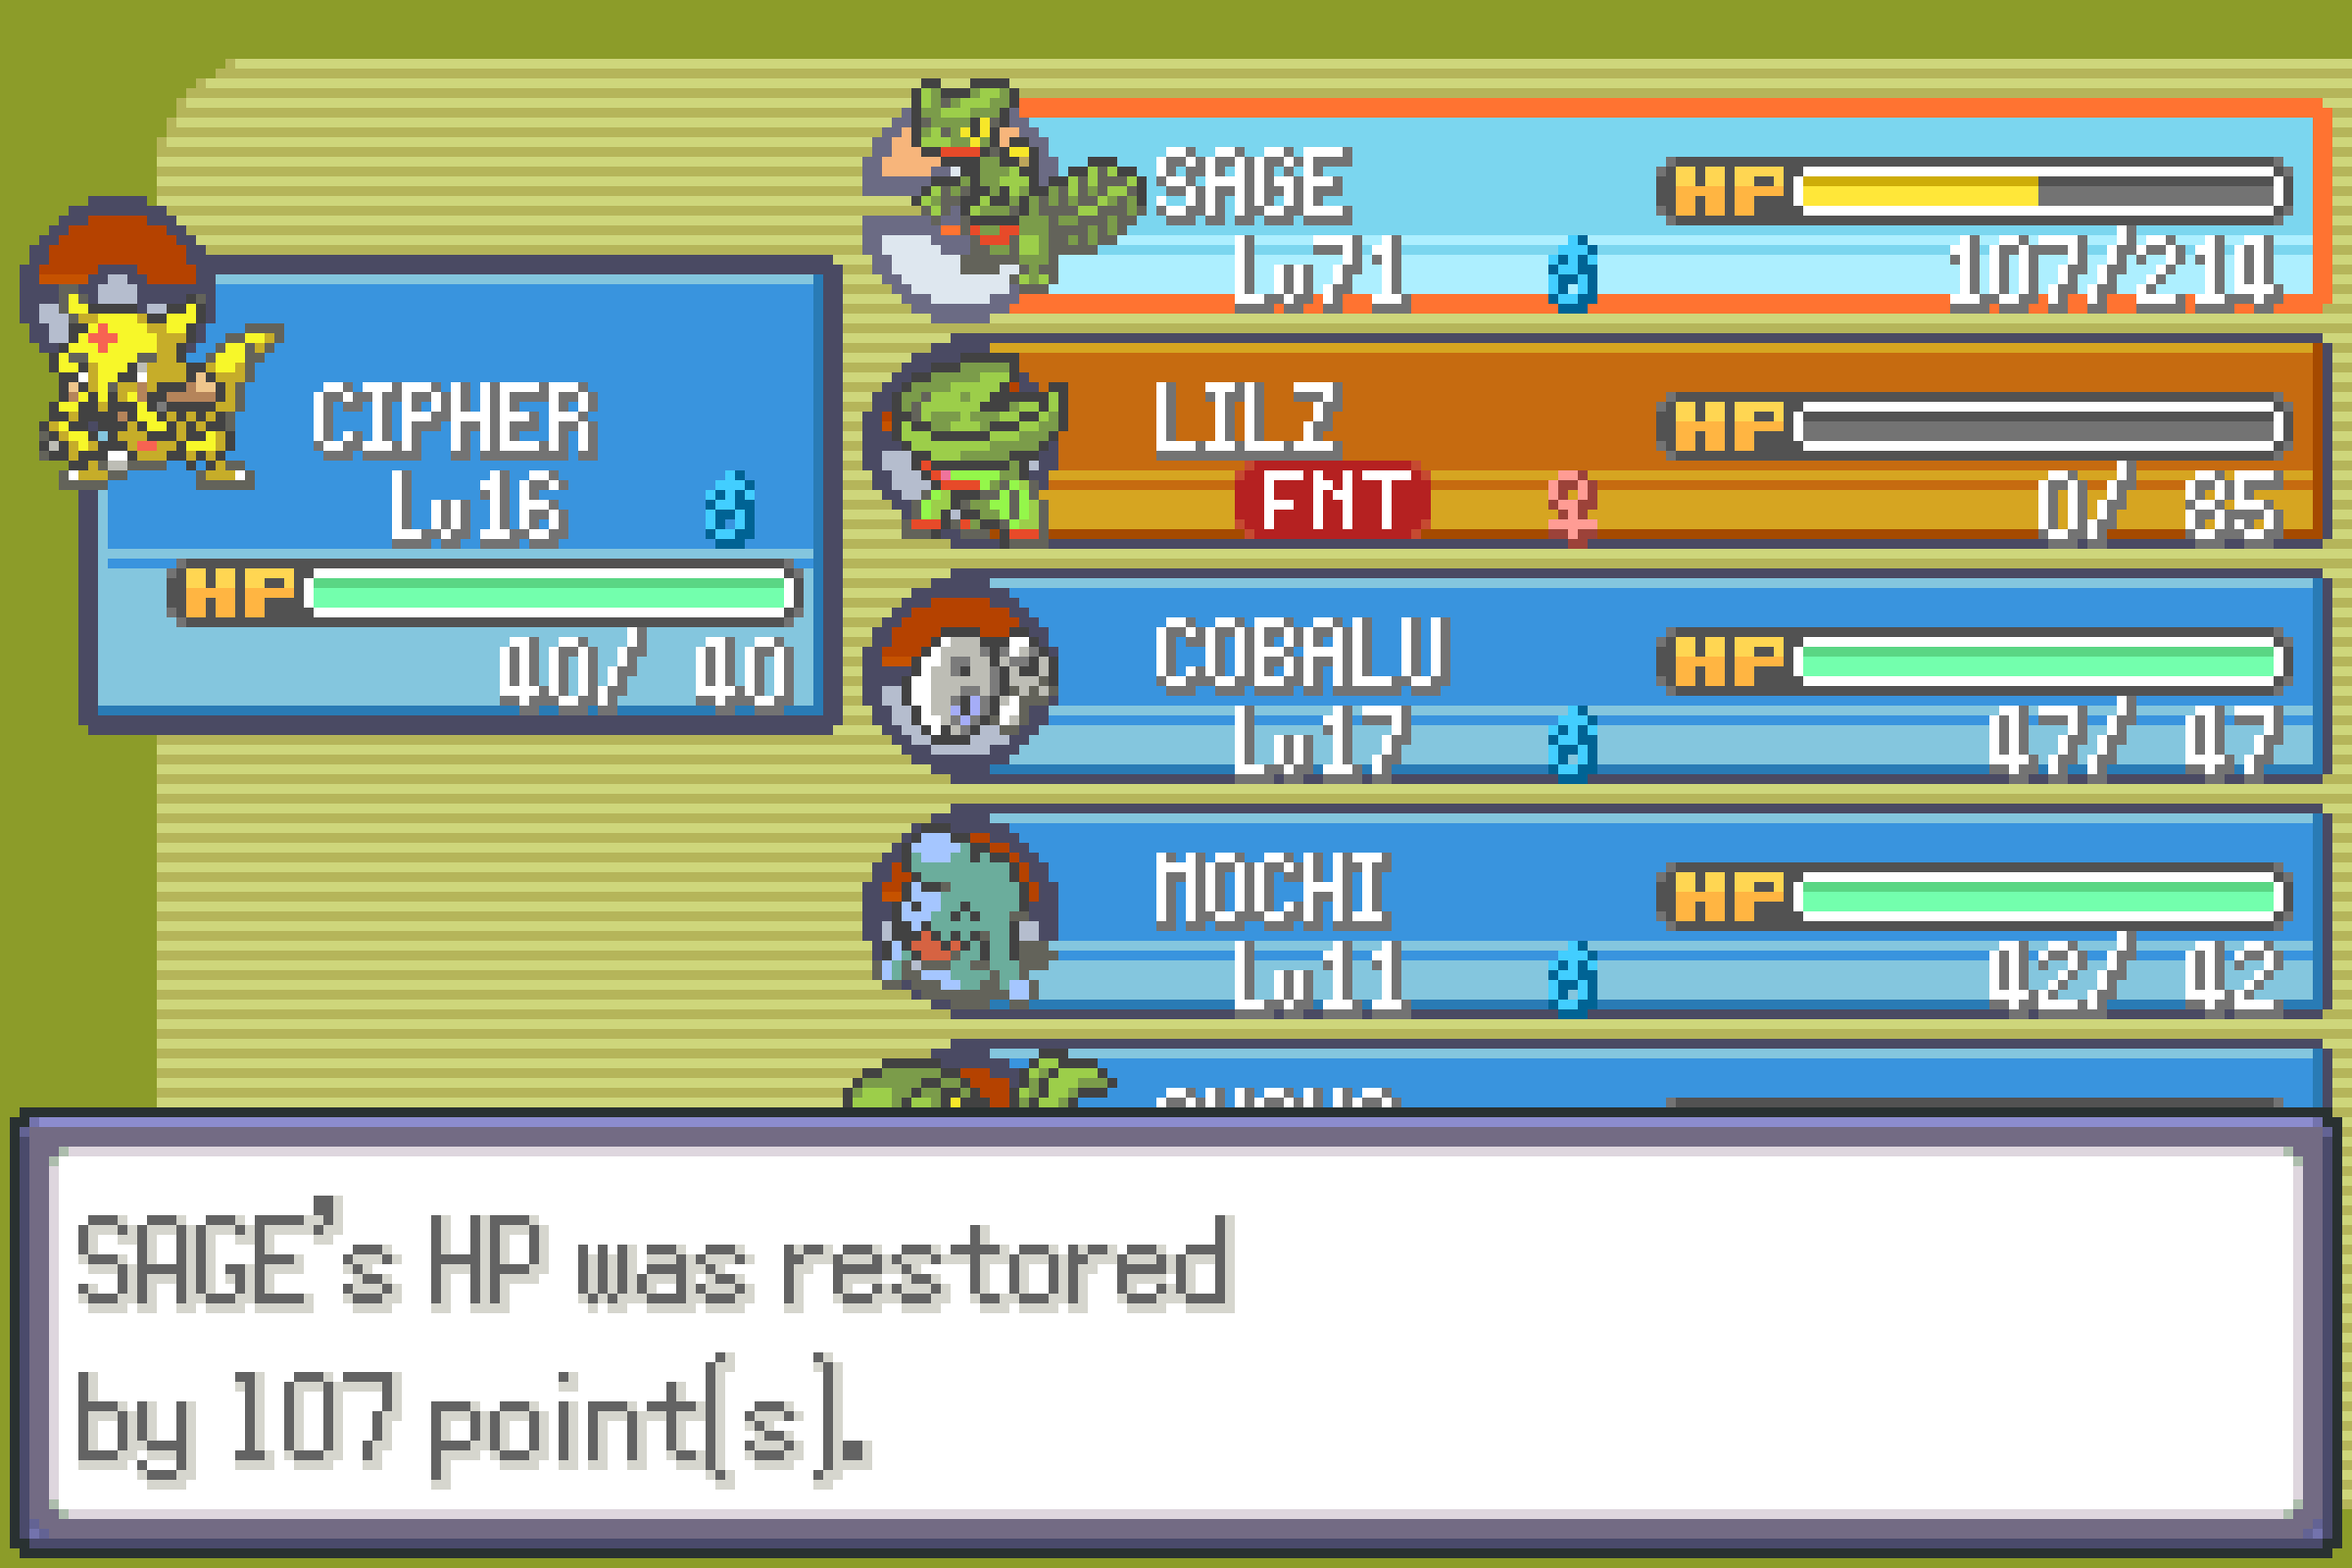 CIPHER
Lv16♂
HP
40/ 40
SAGE
HP
Lv71♂
107/214
LILZ
HP
FNT♀
0/ 85
COBALU
HP
Lv17♂
47/ 47
MOCHI
HP
Lv11♂
42/ 42
SAGE's HP was restored
by 107 point(s).